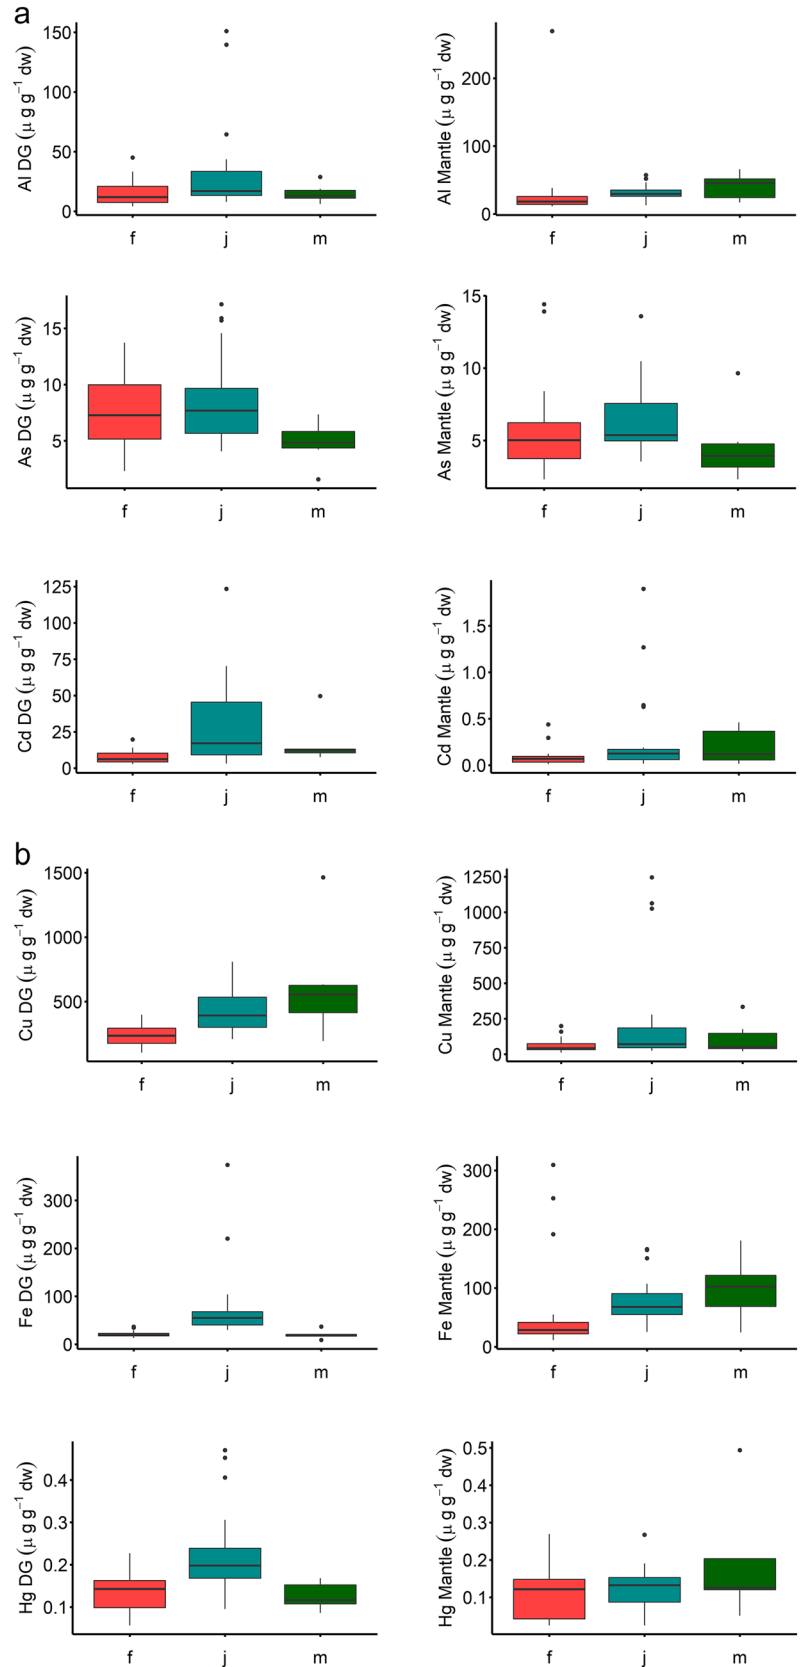 a
Al DG (μ g g⁻¹ dw)
150
100
50
0
f j m
Al Mantle (μ g g⁻¹ dw)
200
100
0
f j m
As DG (μ g g⁻¹ dw)
15
10
5
f j m
As Mantle (μ g g⁻¹ dw)
15
10
5
f j m
Cd DG (μ g g⁻¹ dw)
125
100
75
50
25
0
f j m
Cd Mantle (μ g g⁻¹ dw)
1.5
1.0
0.5
0.0
f j m
b
Cu DG (μ g g⁻¹ dw)
1500
1000
500
f j m
Cu Mantle (μ g g⁻¹ dw)
1250
1000
750
500
250
0
f j m
Fe DG (μ g g⁻¹ dw)
300
200
100
0
f j m
Fe Mantle (μ g g⁻¹ dw)
300
200
100
0
f j m
Hg DG (μ g g⁻¹ dw)
0.4
0.3
0.2
0.1
f j m
Hg Mantle (μ g g⁻¹ dw)
0.5
0.4
0.3
0.2
0.1
f j m